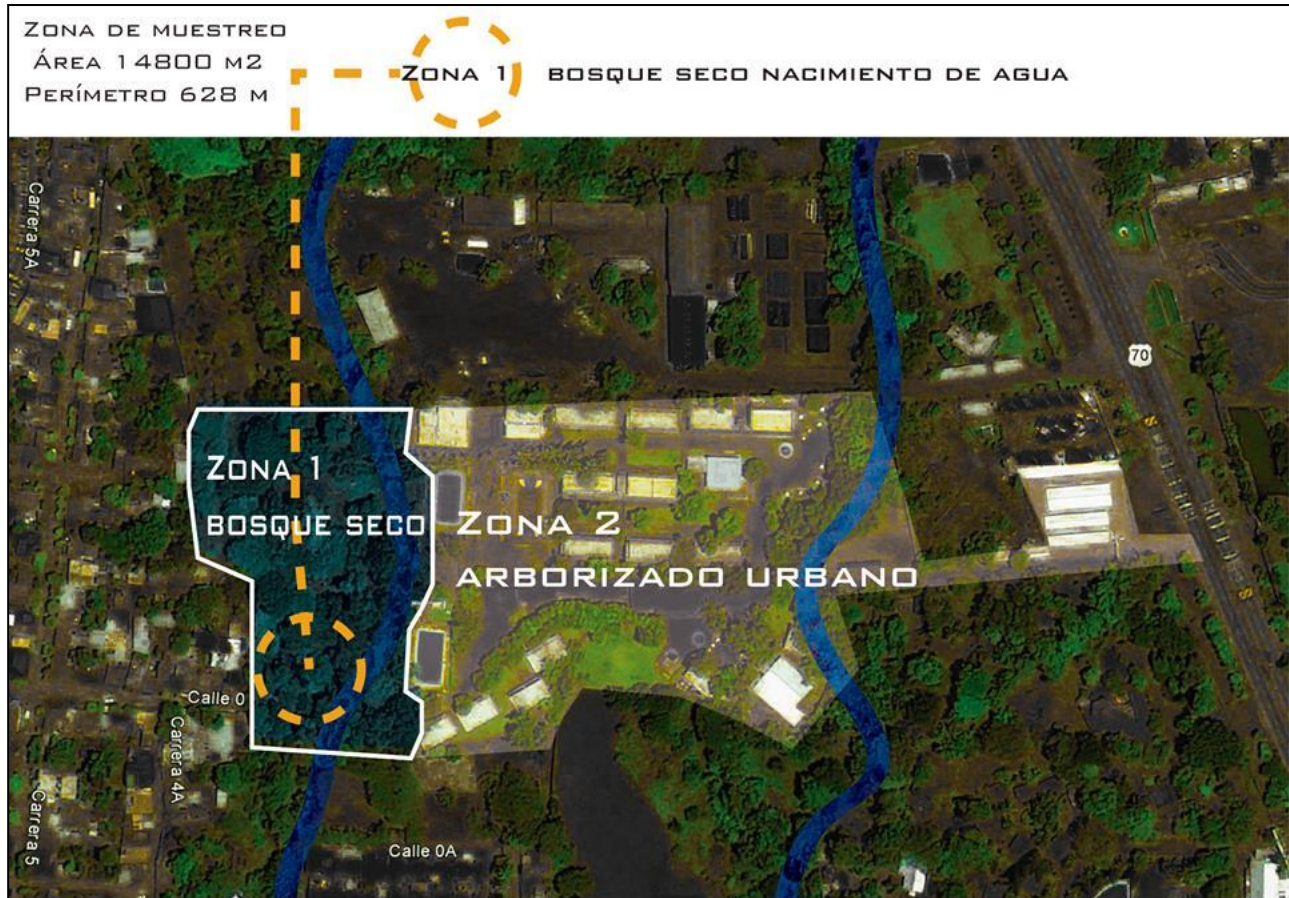 Zona de muestreo
Área 14800 m2
Perímetro 628 m
Zona 1
bosque seco nacimiento de agua
Carrera 5A
70
Zona 1
bosque seco
Zona 2
arborizado urbano
Calle 0
Carrera 4A
Carrera 5
Calle 0A